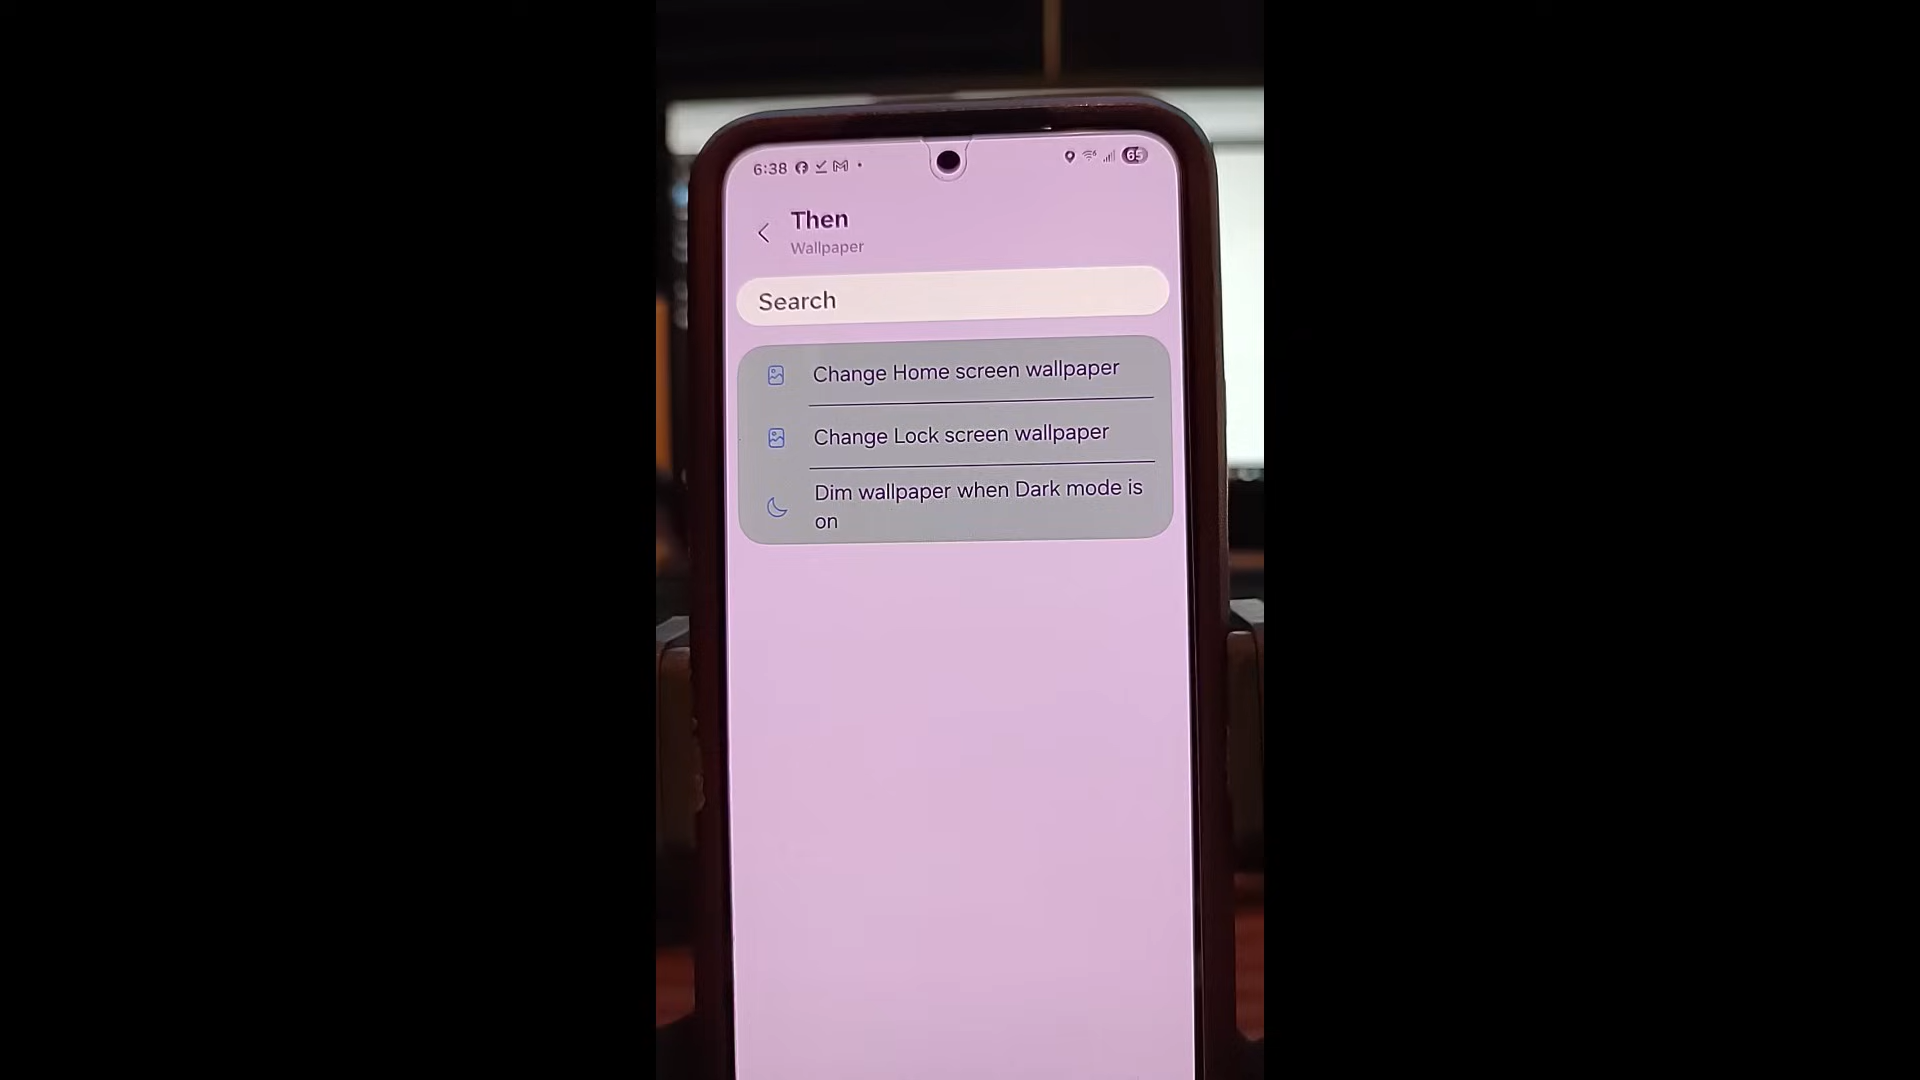 6:38
65
Then
Wallpaper
Search
Change Home screen wallpaper
Change Lock screen wallpaper
Dim wallpaper when Dark mode is
on